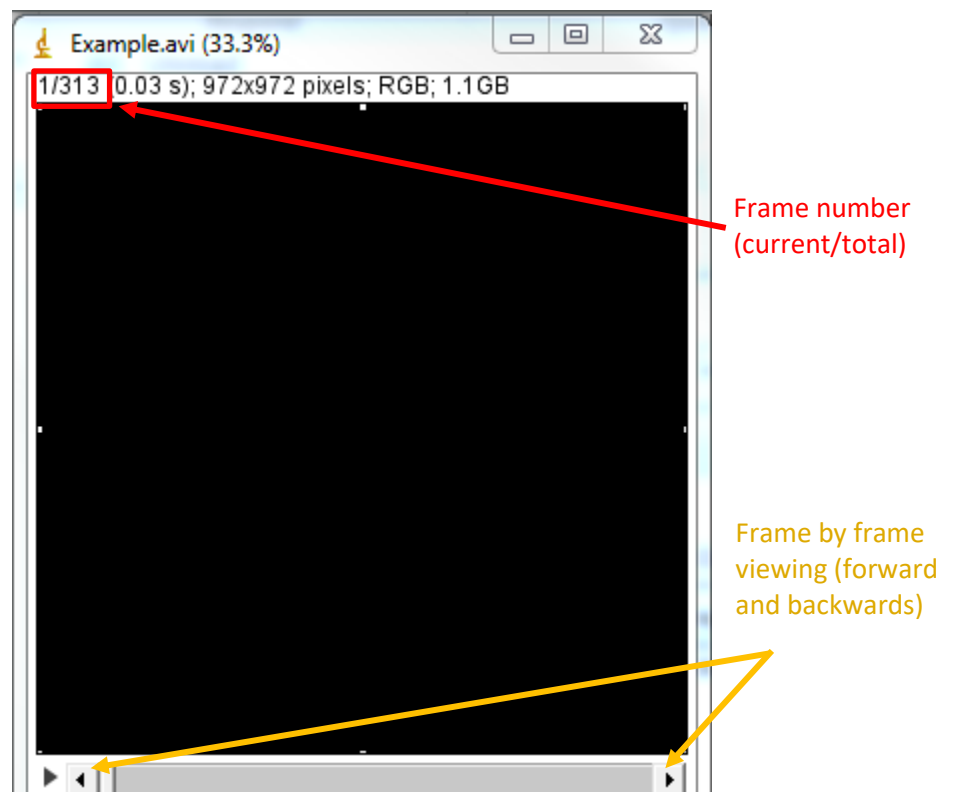 Example.avi (33.3%)
1/313 (0.03 s); 972x972 pixels; RGB; 1.1GB
Frame number
(current/total)
Frame by frame
viewing (forward
and backwards)